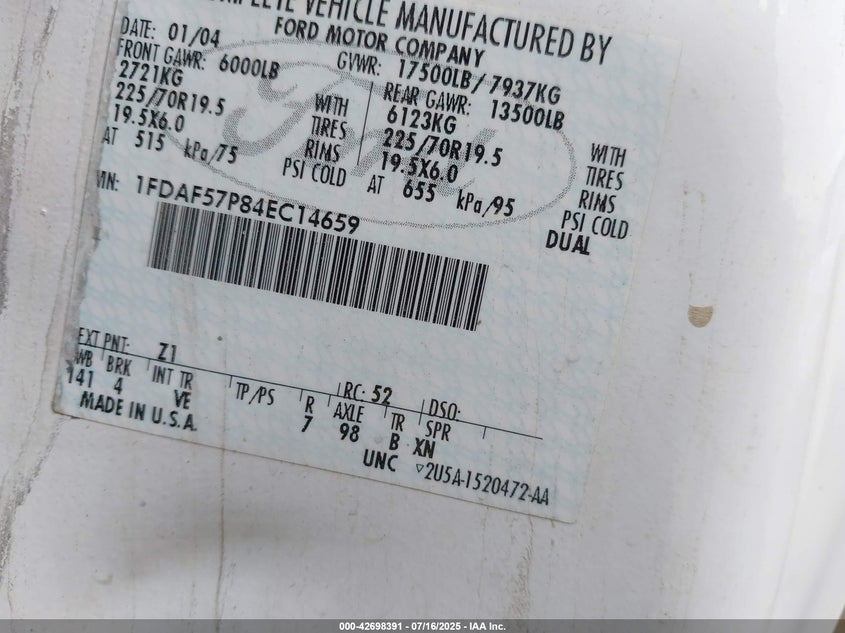 COMPLETE VEHICLE MANUFACTURED BY
FORD MOTOR COMPANY
DATE: 01/04 GVWR: 17500LB/ 7937KG
FRONT GAWR: 6000LB REAR GAWR: 13500LB
2721KG 6123KG
225/70R19.5 WITH TIRES 225/70R19.5 WITH TIRES
19.5X6.0 RIMS 19.5X6.0 RIMS
AT 515 kPa/75 PSI COLD AT 655 kPa/95 PSI COLD
DUAL
1FDAF57P84EC14659
EXT PNT: Z1 RC: 52 DSO:
WB BRK INT TR TP/PS R AXLE TR SPR
141 4 VE 7 98 B XN
MADE IN U.S.A. UNC ▽2U5A-1520472-AA
Ford
000-42698391 - 07/16/2025 - IAA Inc.